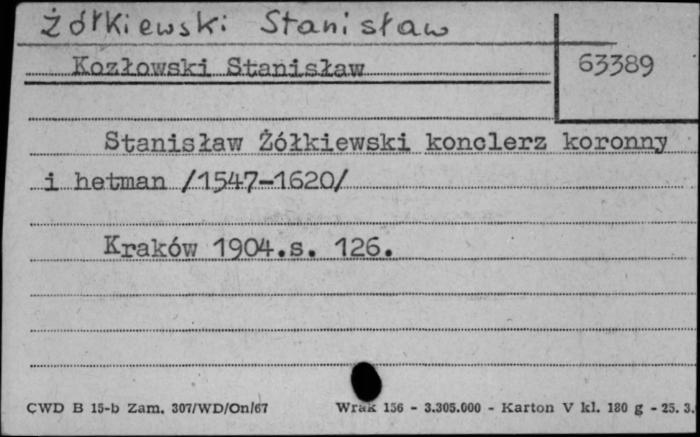 Żółkiewski Stanisław
Kozłowski Stanisław
63389
Stanisław Żółkiewski konclerz koronny
i hetman /1547-1620/
Kraków 1904.s. 126.
CWD B 15-b Zam. 307/WD/On/67 Wrak 156 - 3.305.000 - Karton V kl. 180 g - 25.3.